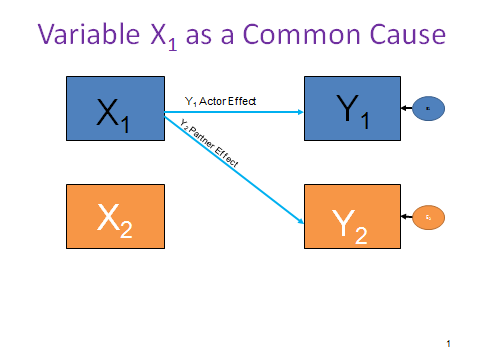 Variable X₁ as a Common Cause
X₁
Y₁ Actor Effect
Y₁
Y₂ Partner Effect
X₂
Y₂
1